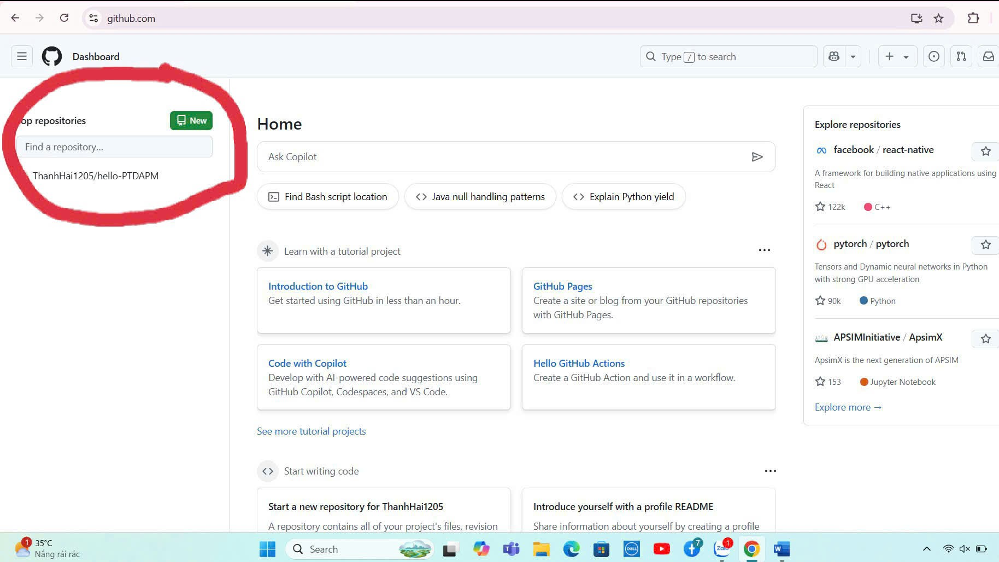 github.com
Dashboard
Type / to search
op repositories
New
Find a repository...
ThanhHai1205/hello-PTDAPM
Home
Ask Copilot
Find Bash script location
Java null handling patterns
Explain Python yield
Learn with a tutorial project
Introduction to GitHub
Get started using GitHub in less than an hour.
GitHub Pages
Create a site or blog from your GitHub repositories
with GitHub Pages.
Code with Copilot
Develop with AI-powered code suggestions using
GitHub Copilot, Codespaces, and VS Code.
Hello GitHub Actions
Create a GitHub Action and use it in a workflow.
See more tutorial projects
Start writing code
Start a new repository for ThanhHai1205
A repository contains all of your project's files, revision
Introduce yourself with a profile README
Share information about yourself by creating a profile
Explore repositories
facebook / react-native
A framework for building native applications using
React
122k
C++
pytorch / pytorch
Tensors and Dynamic neural networks in Python
with strong GPU acceleration
90k
Python
APSIMInitiative / ApsimX
ApsimX is the next generation of APSIM
153
Jupyter Notebook
Explore more →
1
35°C
Nắng rải rác
Search
DELL
7
Zalo
1
W